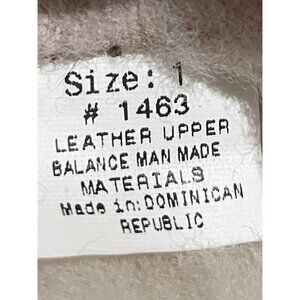 Size: 1
# 1463
LEATHER UPPER
BALANCE MAN MADE
MATERIALS
Made in: DOMINICAN
REPUBLIC